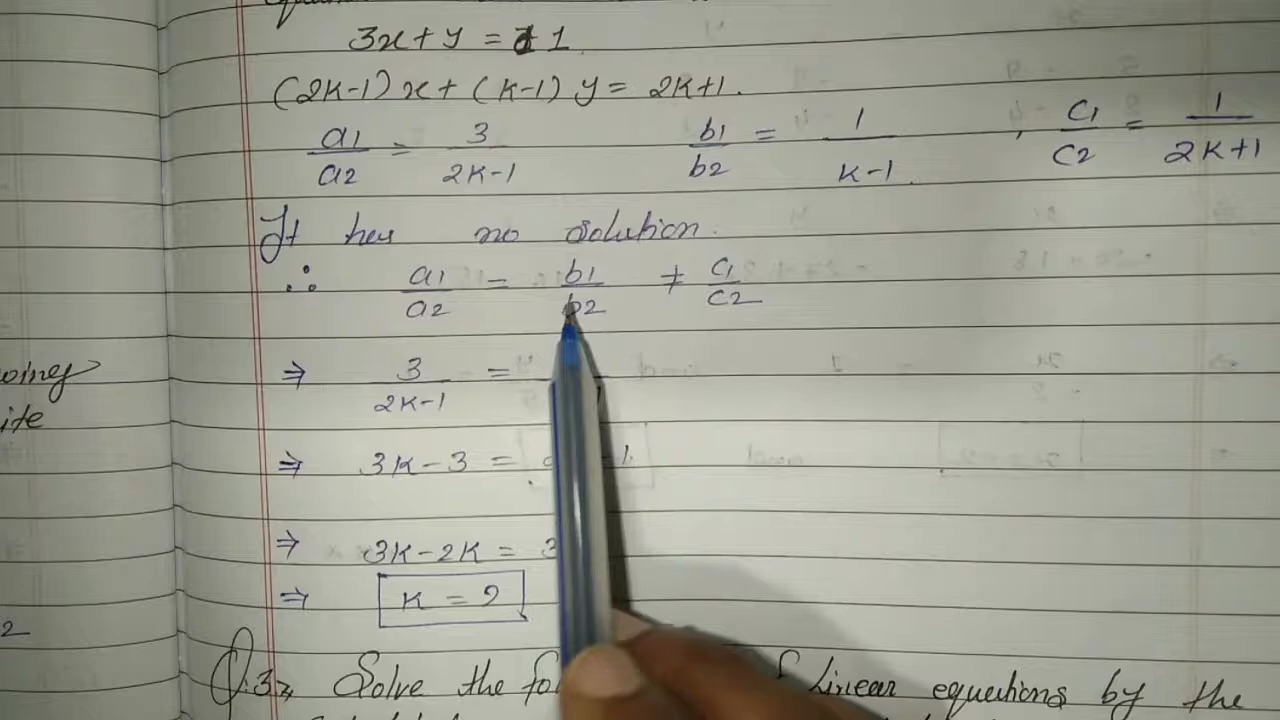 3x + y = 1
(2K-1) x + (K-1) y = 2K+1.
a1/a2 = 3/2K-1 b1/b2 = 1/K-1. , C1/C2 = 1/2K+1
It has no solution.
∴ a1/a2 = b1/b2 ≠ C1/C2
⇒ 3/2K-1 =
⇒ 3K-3 =
⇒ 3K-2K = 3
⇒ K = 2
Q.3 Solve the linear equations by the
ite
2